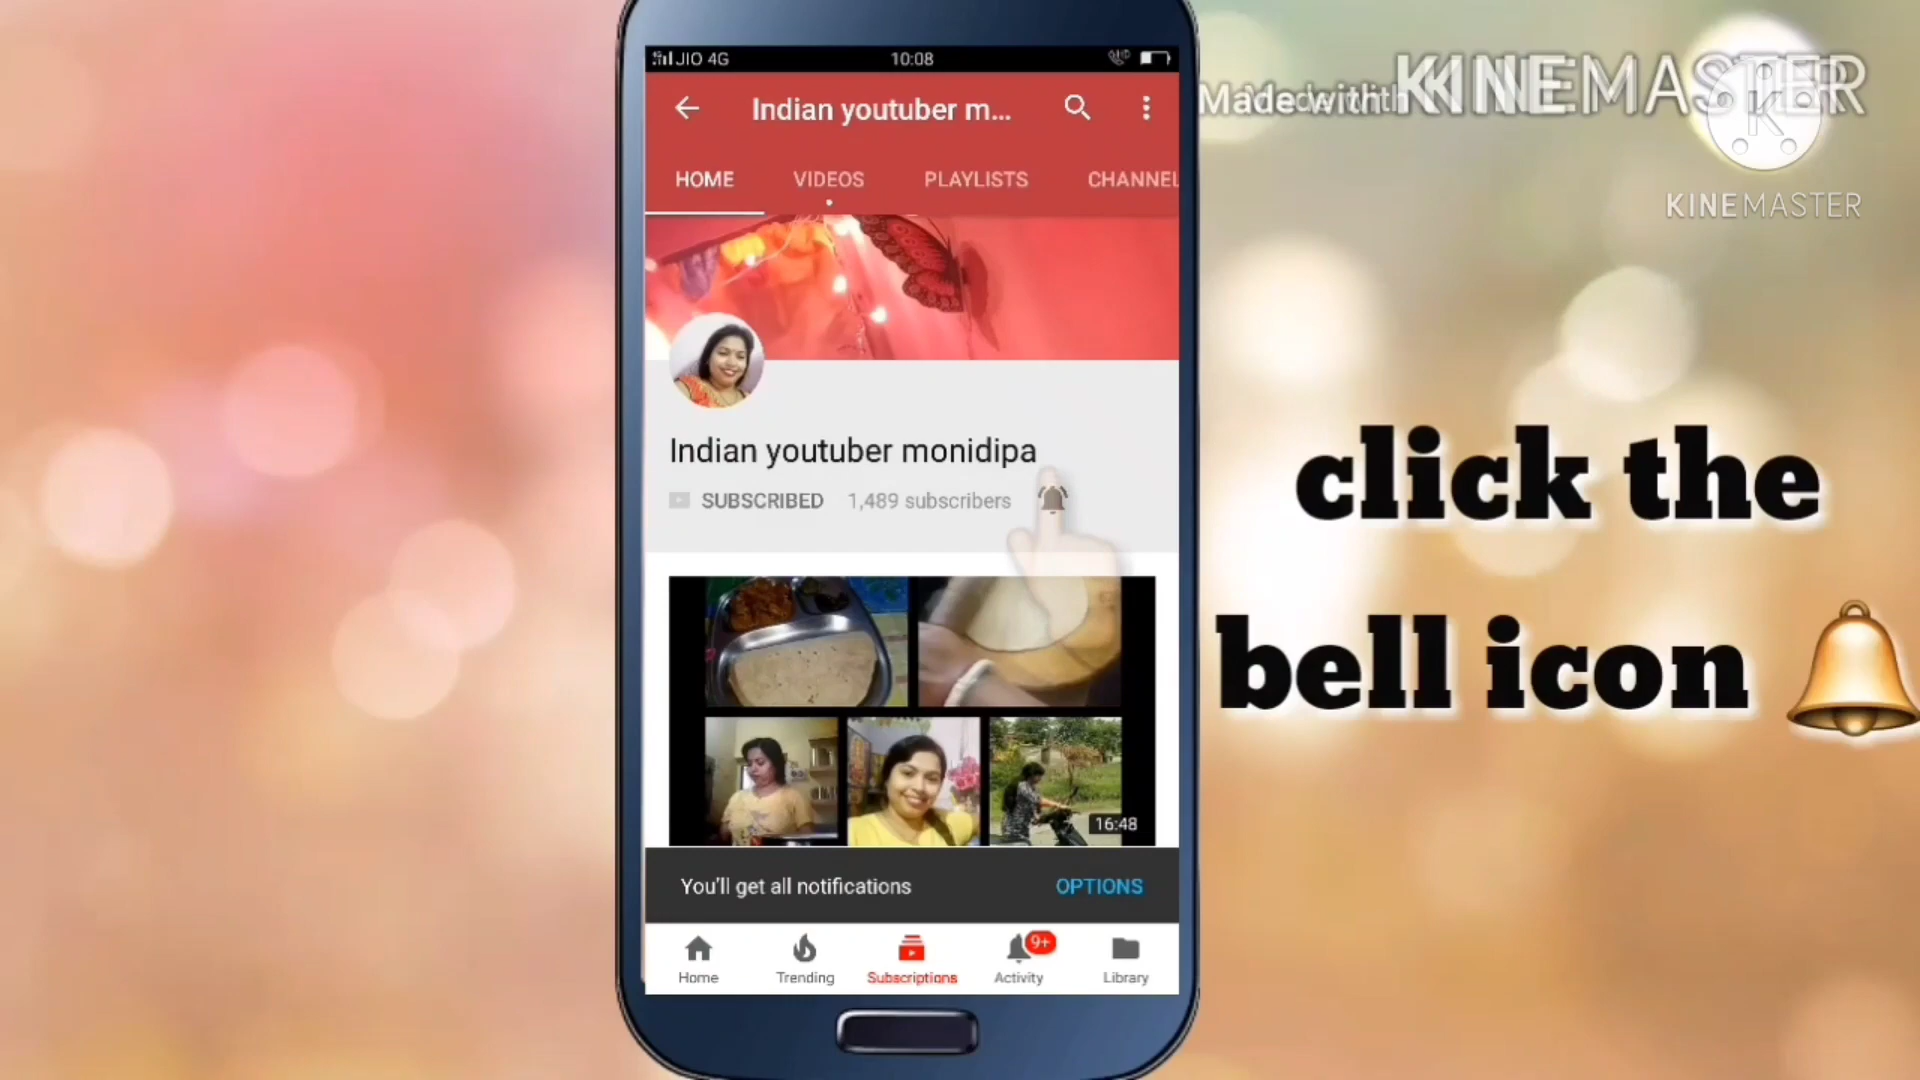 JIO 4G 10:08
Indian youtuber m...
HOME VIDEOS PLAYLISTS CHANNEL
Indian youtuber monidipa
SUBSCRIBED 1,489 subscribers
16:48
You'll get all notifications OPTIONS
Home Trending Subscriptions Activity 9+ Library
Made with KINEMASTER
KINEMASTER
click the
bell icon